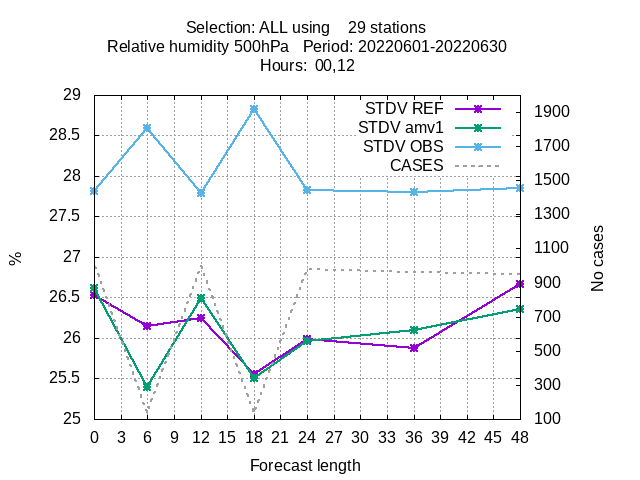 Selection: ALL using 29 stations
Relative humidity 500hPa Period: 20220601-20220630
Hours: 00,12
STDV REF
STDV amv1
STDV OBS
CASES
29
28.5
28
27.5
27
26.5
26
25.5
25
%
1900
1700
1500
1300
1100
900
700
500
300
100
No cases
0 3 6 9 12 15 18 21 24 27 30 33 36 39 42 45 48
Forecast length